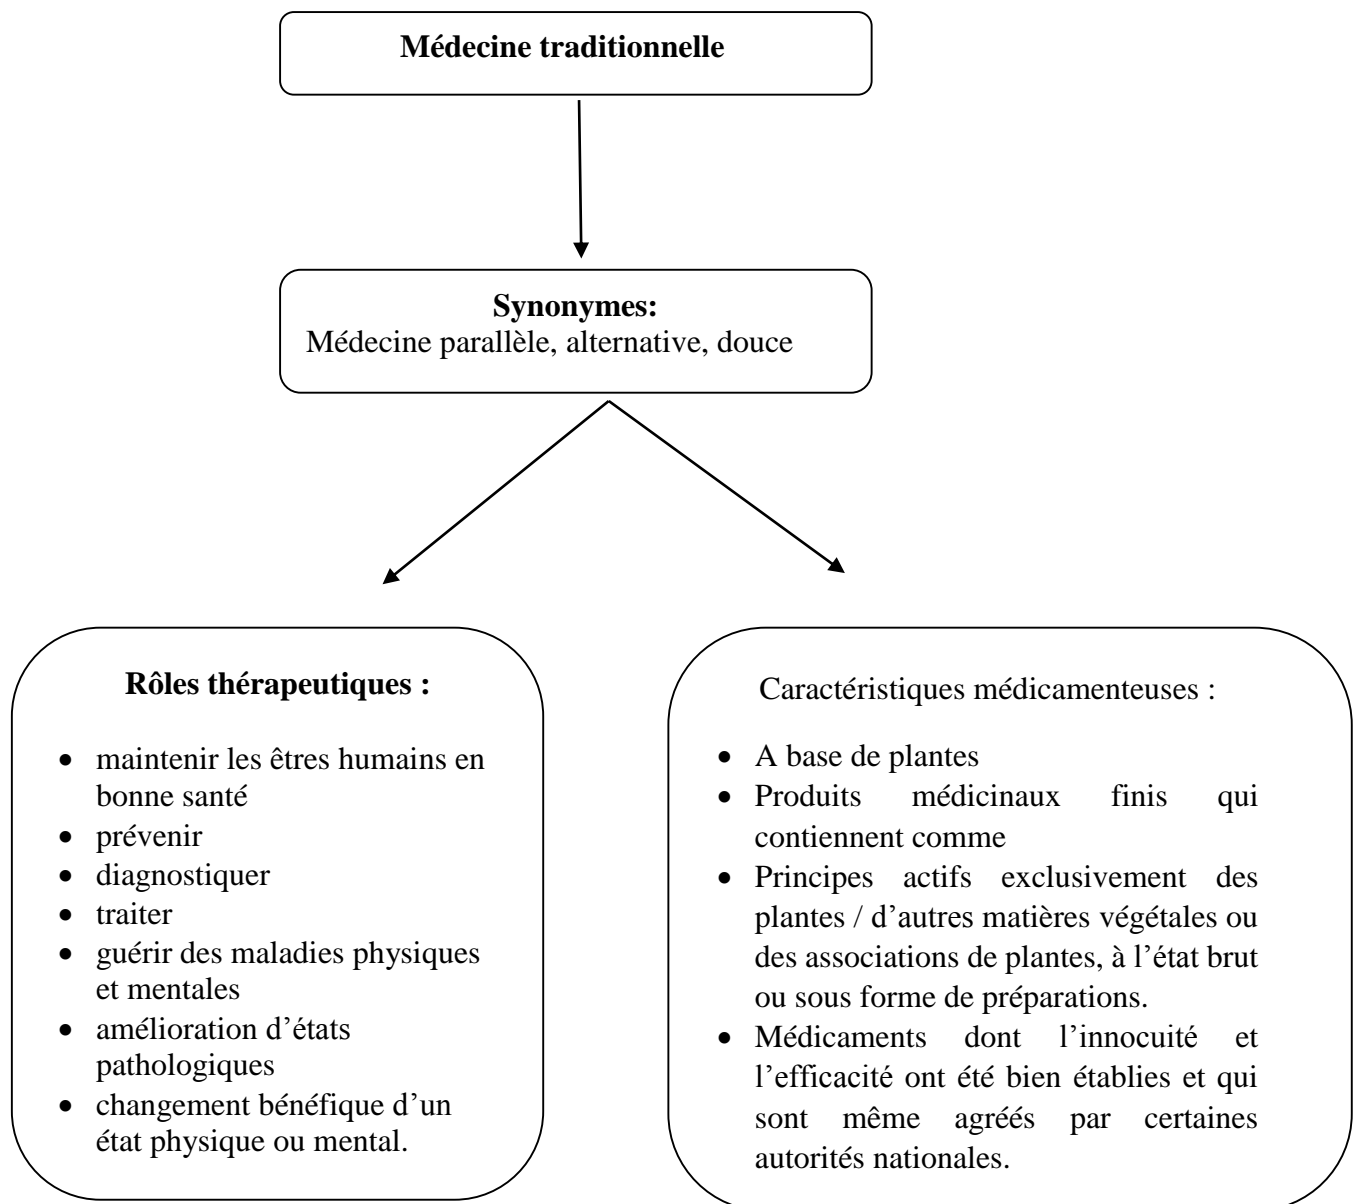 Médecine traditionnelle
Synonymes:
Médecine parallèle, alternative, douce
Rôles thérapeutiques :
• maintenir les êtres humains en
bonne santé
• prévenir
• diagnostiquer
• traiter
• guérir des maladies physiques
et mentales
• amélioration d’états
pathologiques
• changement bénéfique d’un
état physique ou mental.
Caractéristiques médicamenteuses :
• A base de plantes
• Produits médicinaux finis qui
contiennent comme
• Principes actifs exclusivement des
plantes / d’autres matières végétales ou
des associations de plantes, à l’état brut
ou sous forme de préparations.
• Médicaments dont l’innocuité et
l’efficacité ont été bien établies et qui
sont même agréés par certaines
autorités nationales.